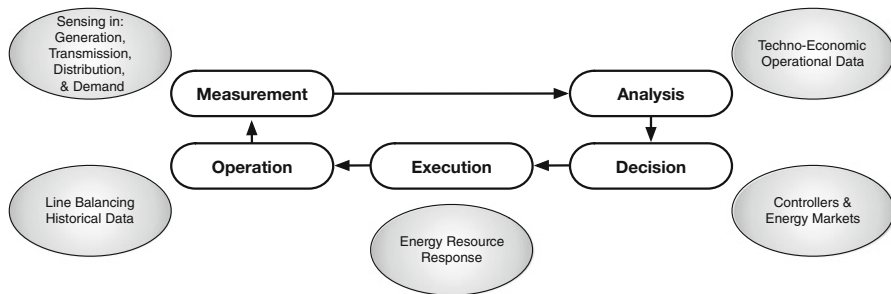 Sensing in:
Generation,
Transmission,
Distribution,
& Demand
Techno-Economic
Operational Data
Measurement
Analysis
Operation
Execution
Decision
Line Balancing
Historical Data
Controllers &
Energy Markets
Energy Resource
Response